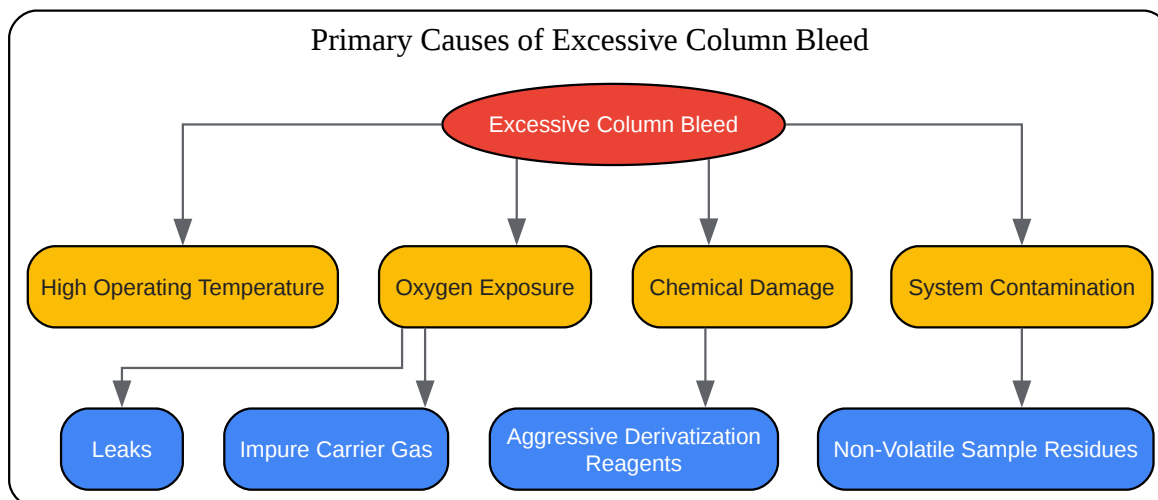 Primary Causes of Excessive Column Bleed
Excessive Column Bleed
High Operating Temperature
Oxygen Exposure
Chemical Damage
System Contamination
Leaks
Impure Carrier Gas
Aggressive Derivatization
Reagents
Non-Volatile Sample Residues